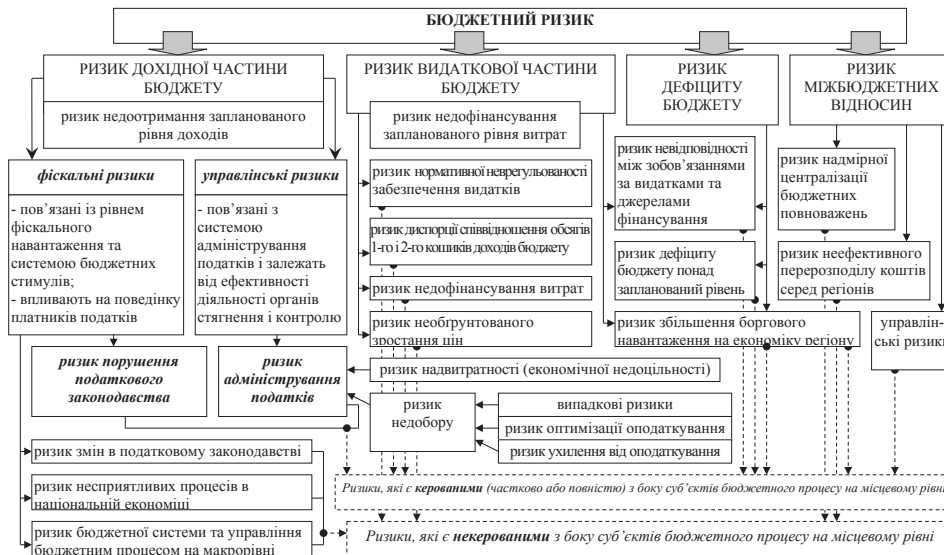 БЮДЖЕТНИЙ РИЗИК
РИЗИК ДОХІДНОЇ ЧАСТИНИ
БЮДЖЕТУ
ризик недоотримання запланованого
рівня доходів
РИЗИК ВИДАТКОВОЇ ЧАСТИНИ
БЮДЖЕТУ
ризик недофінансування
запланованого рівня витрат
РИЗИК
ДЕФІЦИТУ
БЮДЖЕТУ
РИЗИК
МІЖБЮДЖЕТНИХ
ВІДНОСИН
фіскальні ризики
- пов’язані із рівнем
фіскального
навантаження та
системою бюджетних
стимулів;
- впливають на поведінку
платників податків
управлінські ризики
- пов’язані з
системою
адміністрування
податків і залежать
від ефективності
діяльності органів
стягнення і контролю
ризик нормативної неврегульованості
забезпечення видатків
ризик диспорції співвідношення обсягів
1-го і 2-го кошиків доходів бюджету
ризик недофінансування витрат
ризик необґрунтованого
зростання цін
ризик невідповідності
між зобов’язаннями
за видатками та
джерелами
фінансування
ризик дефіциту
бюджету понад
запланований рівень
ризик збільшення боргового
навантаження на економіку регіону
ризик надмірної
централізації
бюджетних
повноважень
ризик неефективного
перерозподілу коштів
серед регіонів
управлін-
ські ризики
ризик порушення
податкового
законодавства
ризик
адміністрування
податків
ризик надвитратності (економічної недоцільності)
ризик
недобору
випадкові ризики
ризик оптимізації оподаткування
ризик ухилення від оподаткування
ризик змін в податковому законодавстві
ризик несприятливих процесів в
національній економіці
ризик бюджетної системи та управління
бюджетним процесом на макрорівні
Ризики, які є керованими (частково або повністю) з боку суб’єктів бюджетного процесу на місцевому рівні
Ризики, які є некерованими з боку суб’єктів бюджетного процесу на місцевому рівні